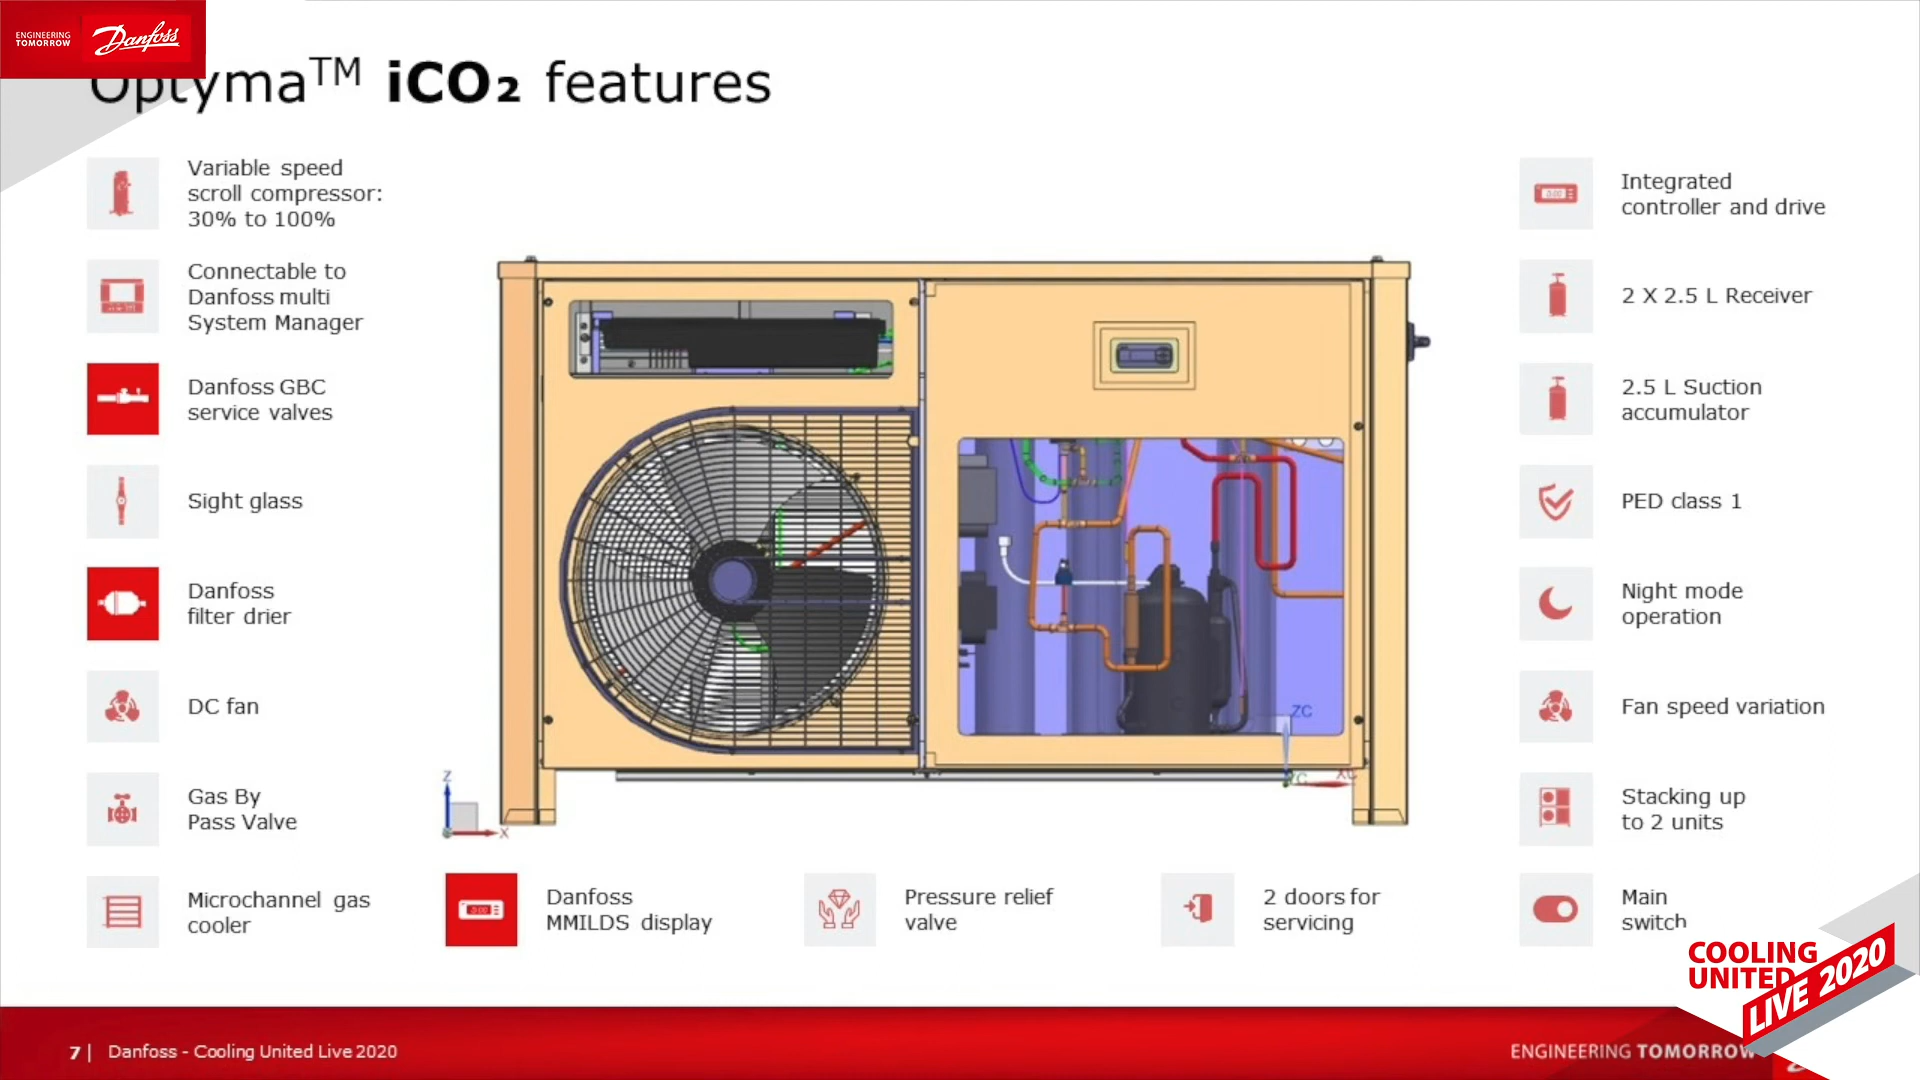 ENGINEERING
TOMORROW
Danfoss
Optyma™ iCO₂ features
Variable speed
scroll compressor:
30% to 100%
Connectable to
Danfoss multi
System Manager
Danfoss GBC
service valves
Sight glass
Danfoss
filter drier
DC fan
Gas By
Pass Valve
Microchannel gas
cooler
Z
X
ZC
YC
XC
Danfoss
MMILDS display
Pressure relief
valve
2 doors for
servicing
Integrated
controller and drive
2 X 2.5 L Receiver
2.5 L Suction
accumulator
PED class 1
Night mode
operation
Fan speed variation
Stacking up
to 2 units
Main
switch
COOLING
UNITED
LIVE 2020
7 | Danfoss - Cooling United Live 2020
ENGINEERING TOMORROW